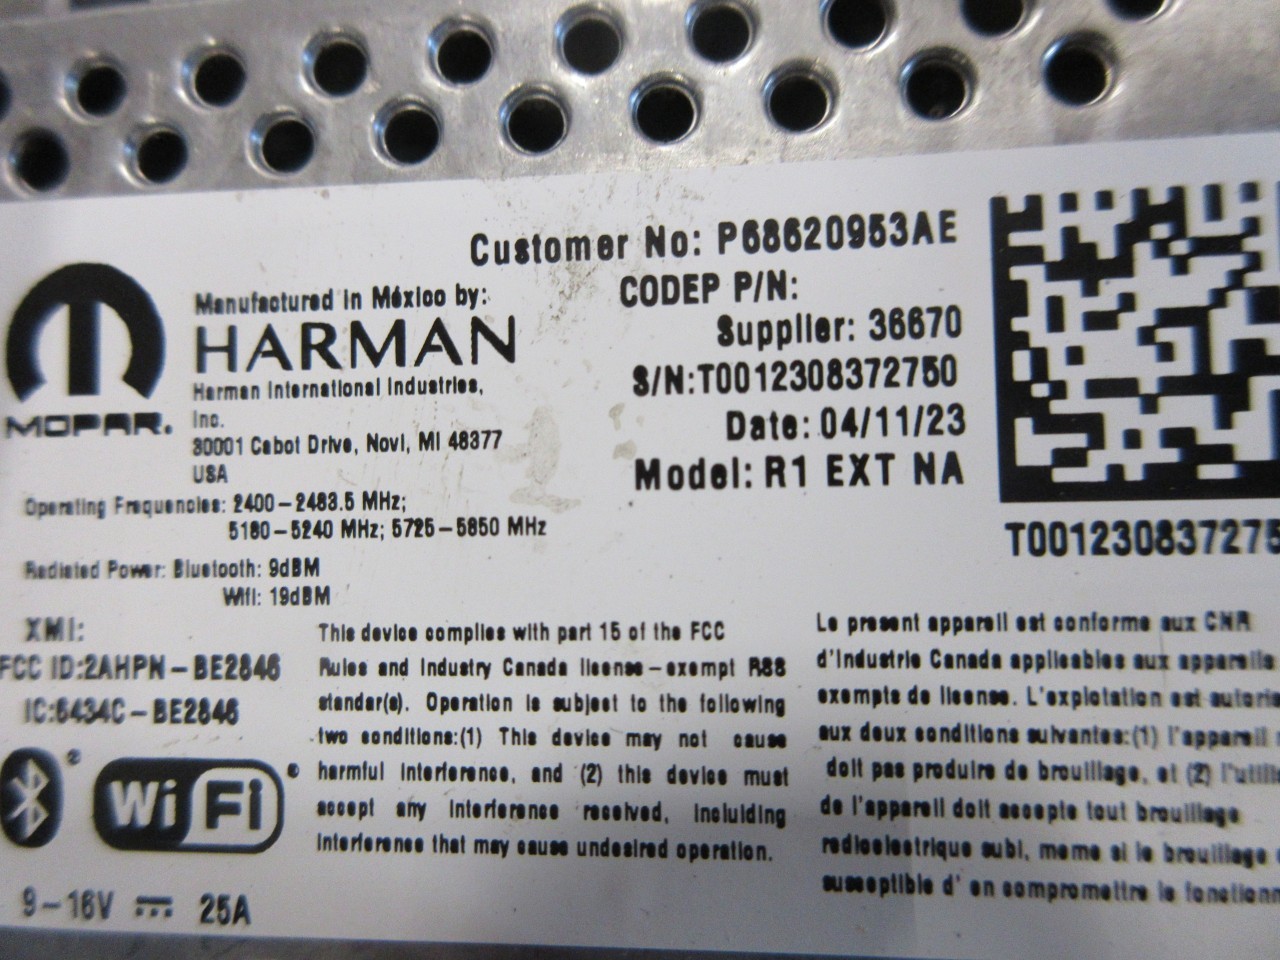 Customer No: P68620953AE
CODEP P/N:
Supplier: 36670
S/N:T0012308372750
Date: 04/11/23
Model: R1 EXT NA
MOPAR.
Manufactured in México by:
HARMAN
Harman International Industries,
Inc.
30001 Cabot Drive, Novi, MI 48377
USA
Operating Frequencies: 2400-2483.5 MHz;
5180-5240 MHz; 5725-5850 MHz
Radiated Power: Bluetooth: 9dBM
Wifi: 19dBM
XMI:
FCC ID:2AHPN-BE2846
IC:6434C-BE2846
Wi Fi
9-16V 25A
T001230837275
This device complies with part 15 of the FCC
Rules and Industry Canada license-exempt RSS
standar(s). Operation is subject to the following
two conditions:(1) This device may not cause
harmful interference, and (2) this device must
accept any interference received, including
interference that may cause undesired operation.
Le present appareil est conforme aux CNR
d'Industrie Canada applicables aux appareils
exempts de license. L'explotation est autoris
aux deux conditions suivantes:(1) l'appareil
doit pas produire de brouillage, et (2) l'utilis
de l'appareil doit accepte tout brouillage
radioelectrique subi, meme si le brouillage
susceptible d' en compromettre le fonctionn